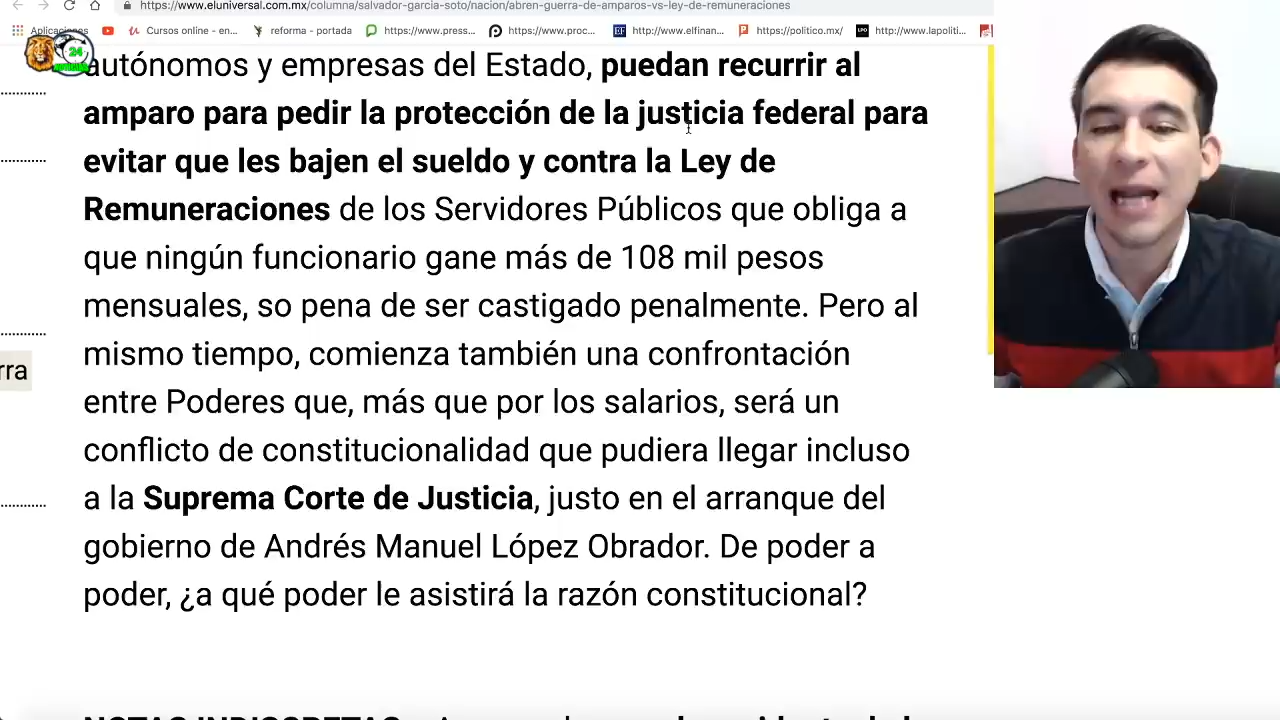 https://www.eluniversal.com.mx/columna/salvador-garcia-soto/nacion/abren-guerra-de-amparos-vs-ley-de-remuneraciones
Aplicaciones Cursos online - en... reforma - portada https://www.press... https://www.proc... EF http://www.elfinan... P https://politico.mx/ LPO http://www.lapoliti...
24
NOTICIAS
autónomos y empresas del Estado, puedan recurrir al
amparo para pedir la protección de la justicia federal para
evitar que les bajen el sueldo y contra la Ley de
Remuneraciones de los Servidores Públicos que obliga a
que ningún funcionario gane más de 108 mil pesos
mensuales, so pena de ser castigado penalmente. Pero al
mismo tiempo, comienza también una confrontación
rra
entre Poderes que, más que por los salarios, será un
conflicto de constitucionalidad que pudiera llegar incluso
a la Suprema Corte de Justicia, justo en el arranque del
gobierno de Andrés Manuel López Obrador. De poder a
poder, ¿a qué poder le asistirá la razón constitucional?
NOTAS INDISCRETAS